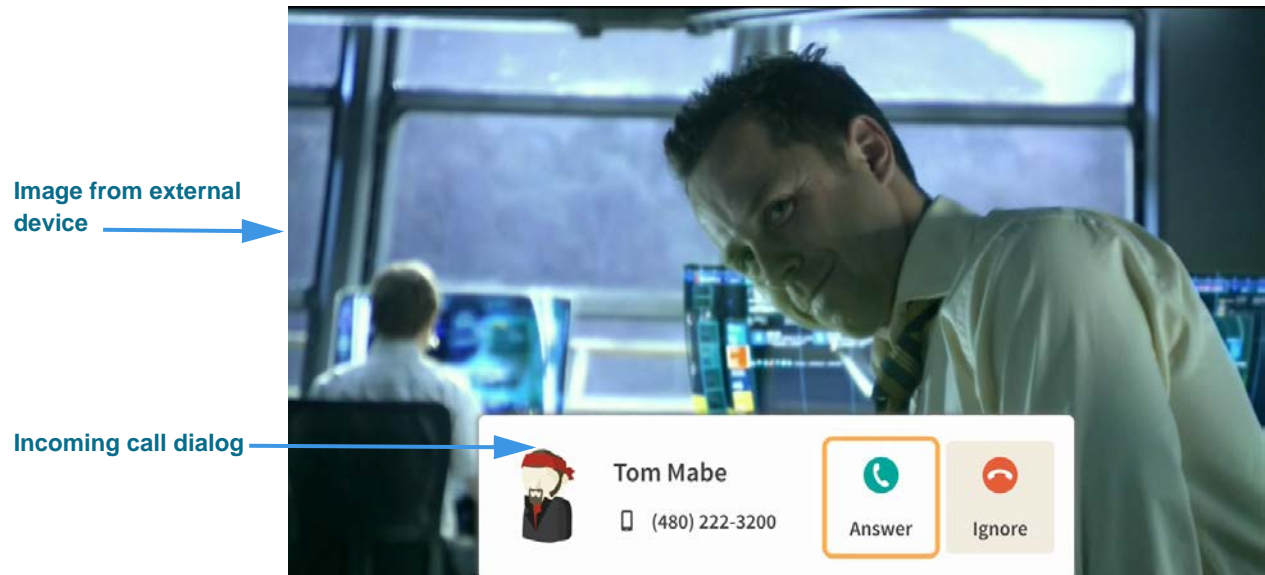 Image from external
device
Incoming call dialog
Tom Mabe
(480) 222-3200
Answer
Ignore